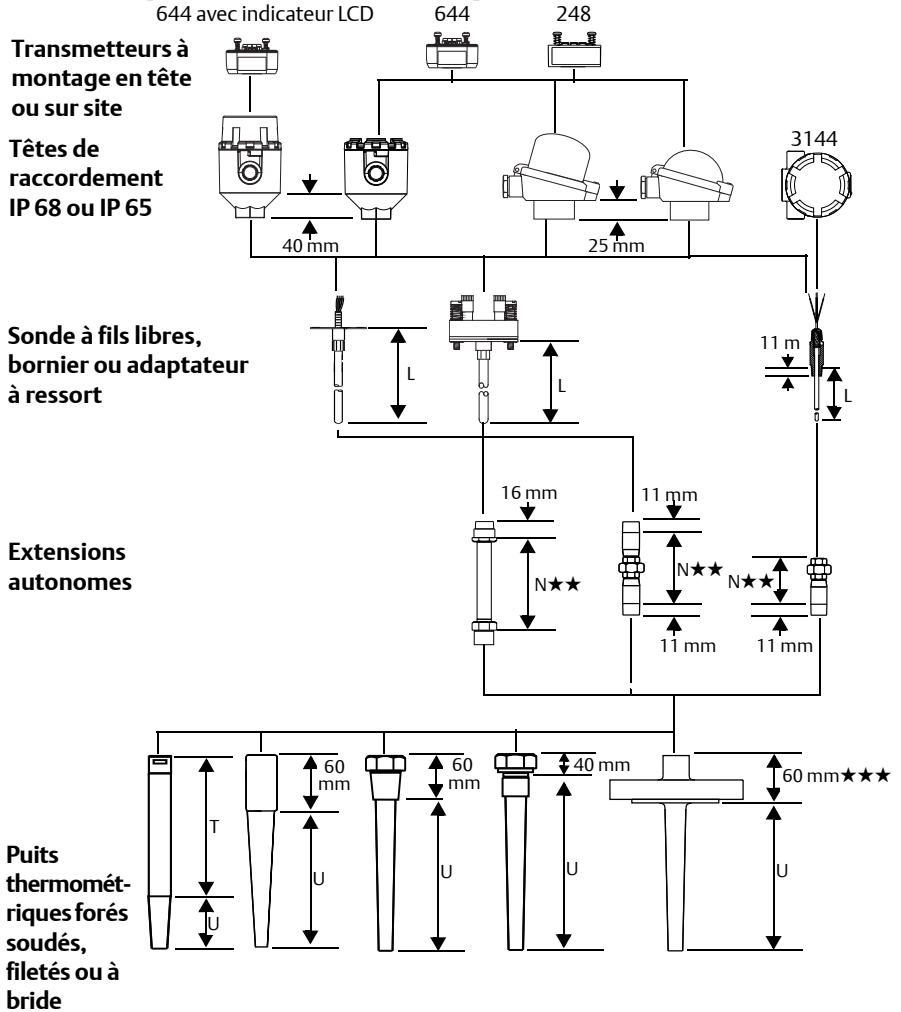 644 avec indicateur LCD
644
248
Transmetteurs à
montage en tête
ou sur site
Têtes de
raccordement
IP 68 ou IP 65
3144
40 mm
25 mm
Sonde à fils libres,
bornier ou adaptateur
à ressort
L
L
11 m
L
16 mm
11 mm
Extensions
autonomes
N★★
N★★
N★★
11 mm
11 mm
60
mm
60
mm
40 mm
60 mm★★★
T
U
U
U
U
U
Puits
thermomét-
riques forés
soudés,
filetés ou à
bride